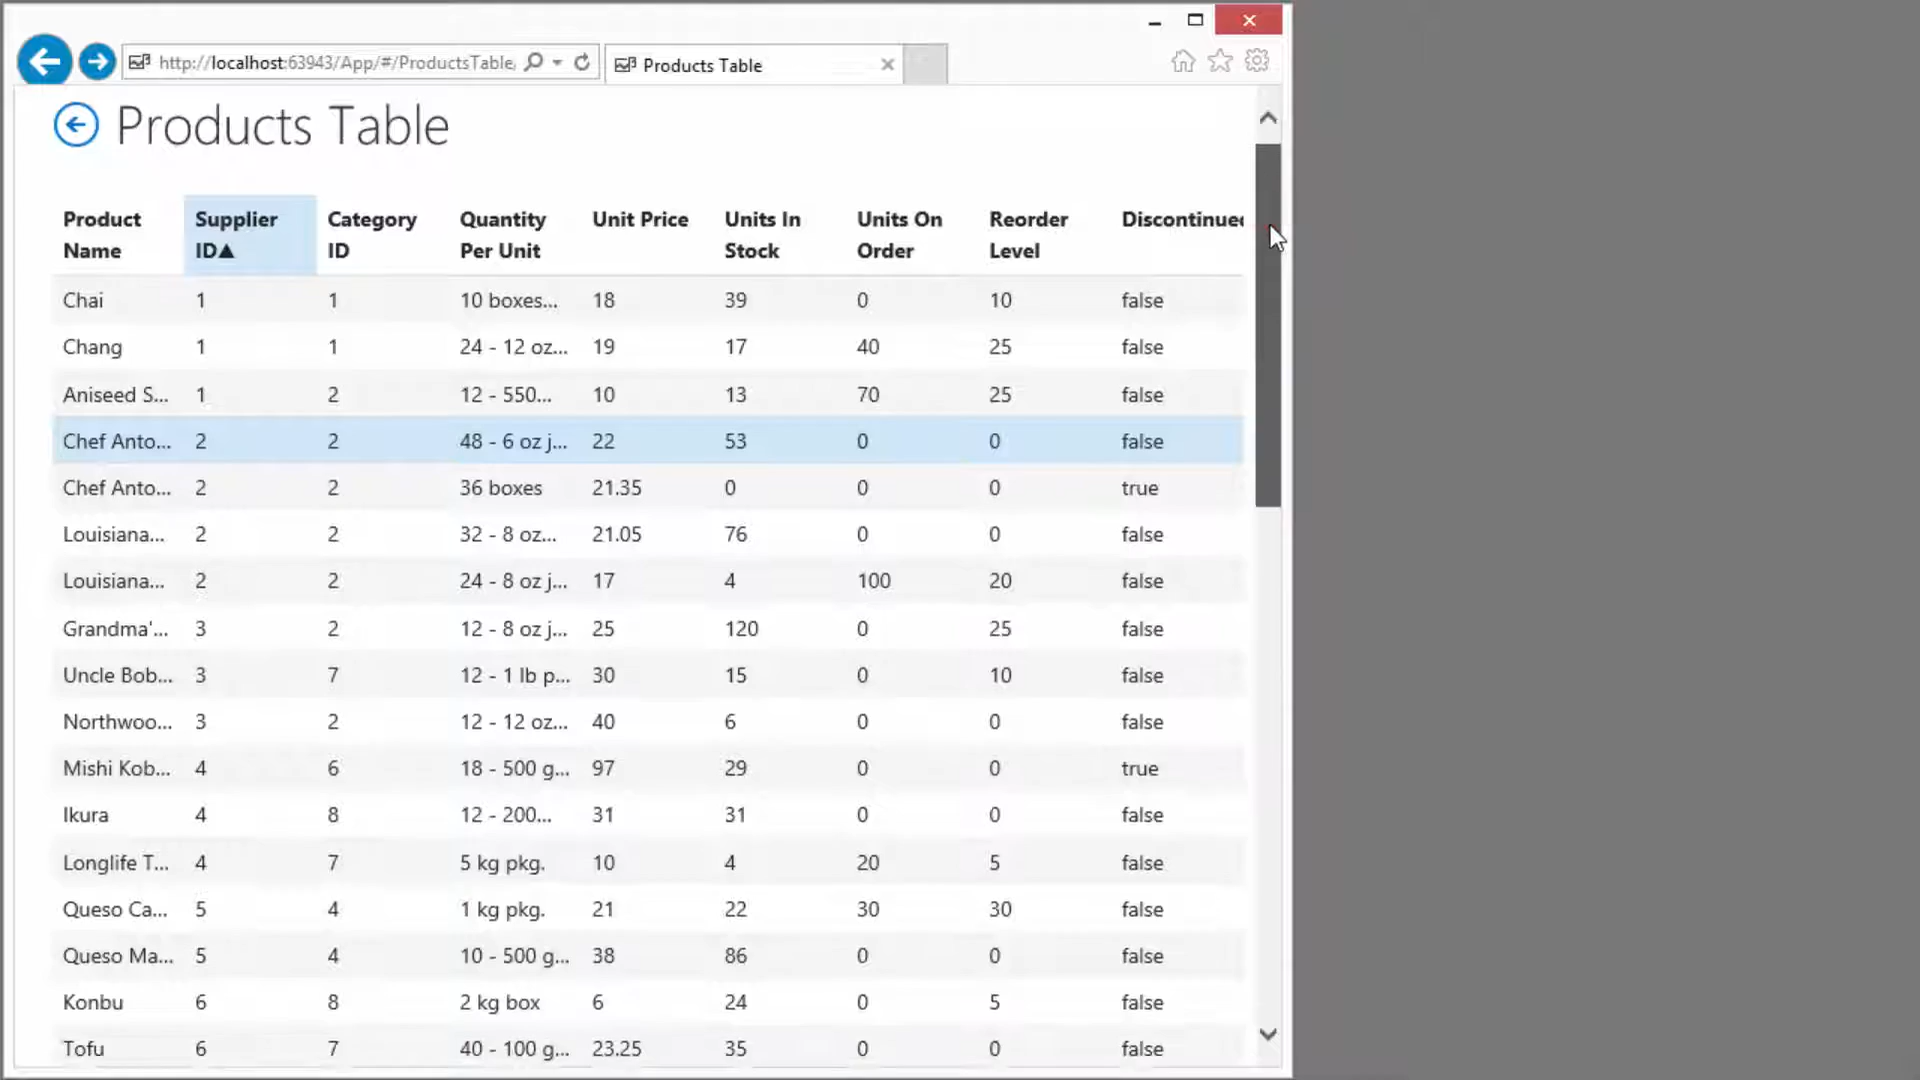 http://localhost:63943/App/#/ProductsTable,
Products Table
Products Table
Product Name Supplier ID▲ Category ID Quantity Per Unit Unit Price Units In Stock Units On Order Reorder Level Discontinued
Chai 1 1 10 boxes... 18 39 0 10 false
Chang 1 1 24 - 12 oz... 19 17 40 25 false
Aniseed S... 1 2 12 - 550... 10 13 70 25 false
Chef Anto... 2 2 48 - 6 oz j... 22 53 0 0 false
Chef Anto... 2 2 36 boxes 21.35 0 0 0 true
Louisiana... 2 2 32 - 8 oz... 21.05 76 0 0 false
Louisiana... 2 2 24 - 8 oz j... 17 4 100 20 false
Grandma'... 3 2 12 - 8 oz j... 25 120 0 25 false
Uncle Bob... 3 7 12 - 1 lb p... 30 15 0 10 false
Northwoo... 3 2 12 - 12 oz... 40 6 0 0 false
Mishi Kob... 4 6 18 - 500 g... 97 29 0 0 true
Ikura 4 8 12 - 200... 31 31 0 0 false
Longlife T... 4 7 5 kg pkg. 10 4 20 5 false
Queso Ca... 5 4 1 kg pkg. 21 22 30 30 false
Queso Ma... 5 4 10 - 500 g... 38 86 0 0 false
Konbu 6 8 2 kg box 6 24 0 5 false
Tofu 6 7 40 - 100 g... 23.25 35 0 0 false